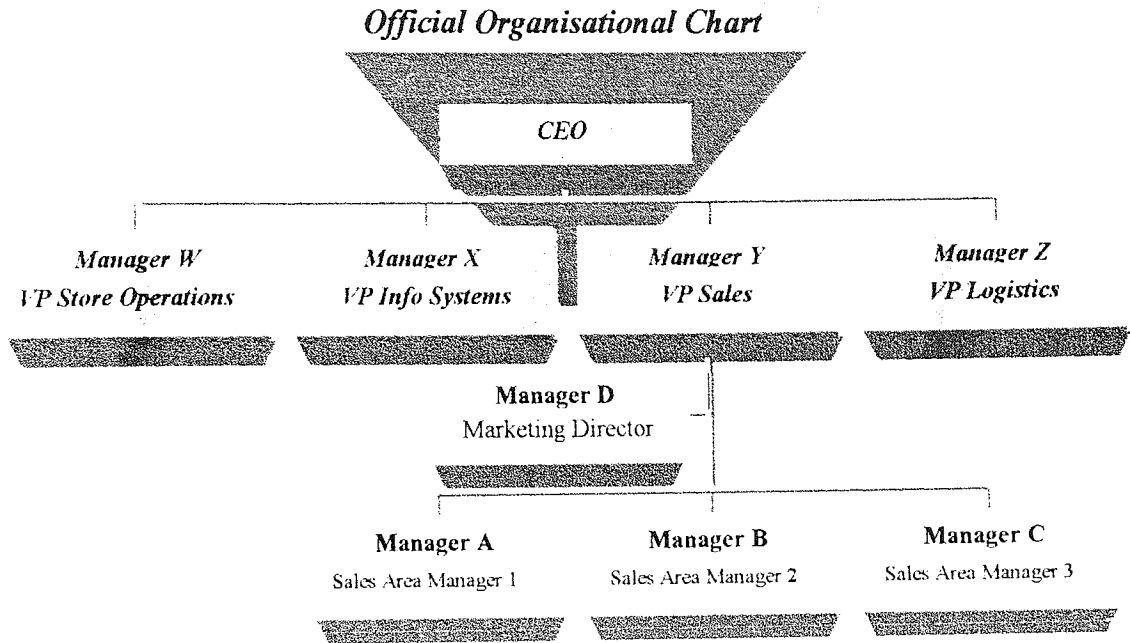 Official Organisational Chart
CEO
Manager W
VP Store Operations
Manager X
VP Info Systems
Manager Y
VP Sales
Manager Z
VP Logistics
Manager D
Marketing Director
Manager A
Sales Area Manager 1
Manager B
Sales Area Manager 2
Manager C
Sales Area Manager 3